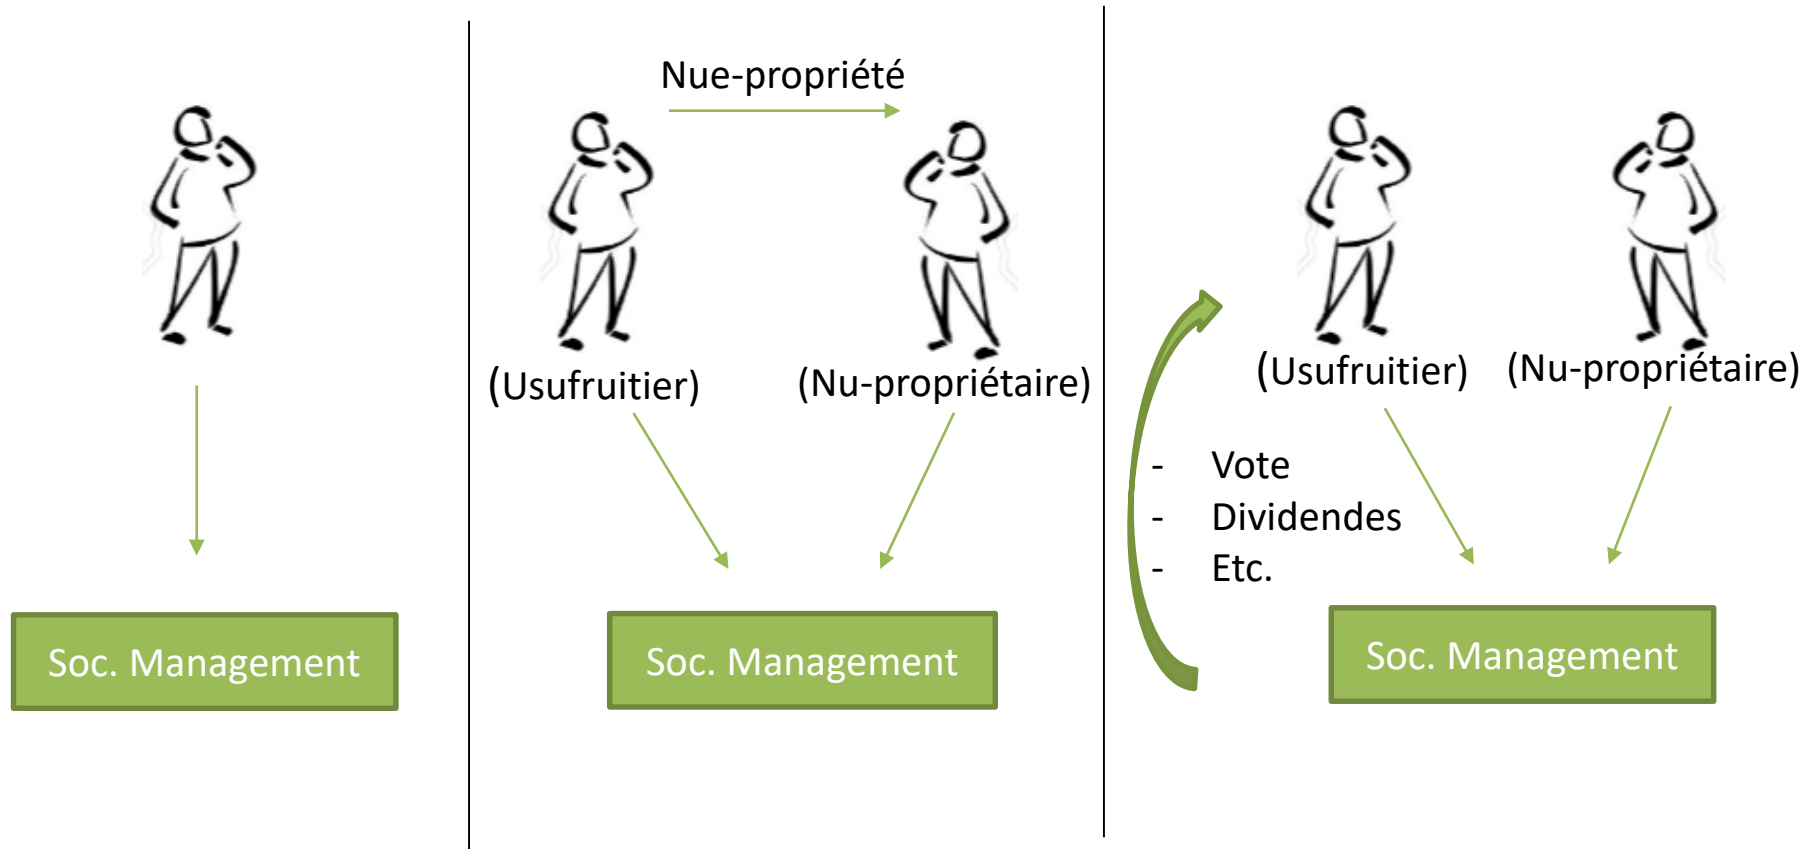 Soc. Management
Nue-propriété
(Usufruitier)
(Nu-propriétaire)
Soc. Management
(Usufruitier)
(Nu-propriétaire)
- Vote
- Dividendes
- Etc.
Soc. Management